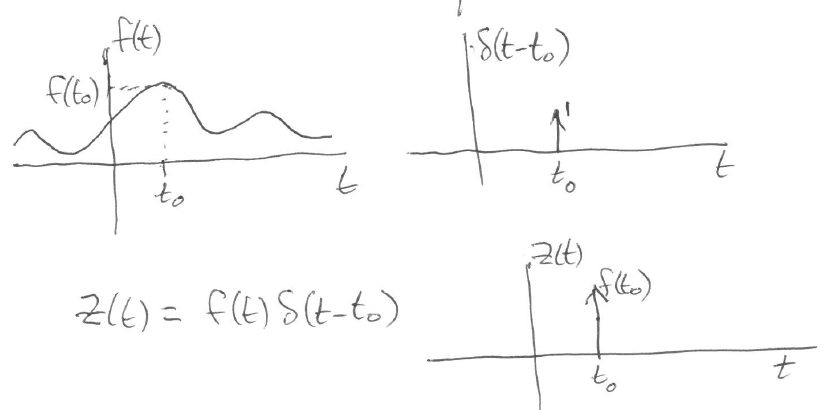 f(t)
f(t₀)
t₀
t
δ(t-t₀)
1
t₀
t
z(t) = f(t) δ(t-t₀)
z(t)
f(t₀)
t₀
t